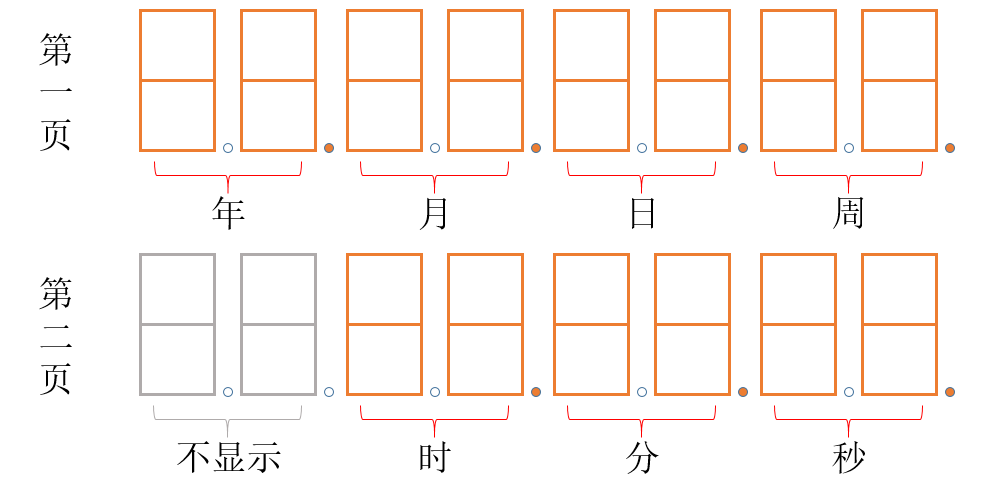 第一页
年 月 日 周
第二页
不显示 时 分 秒